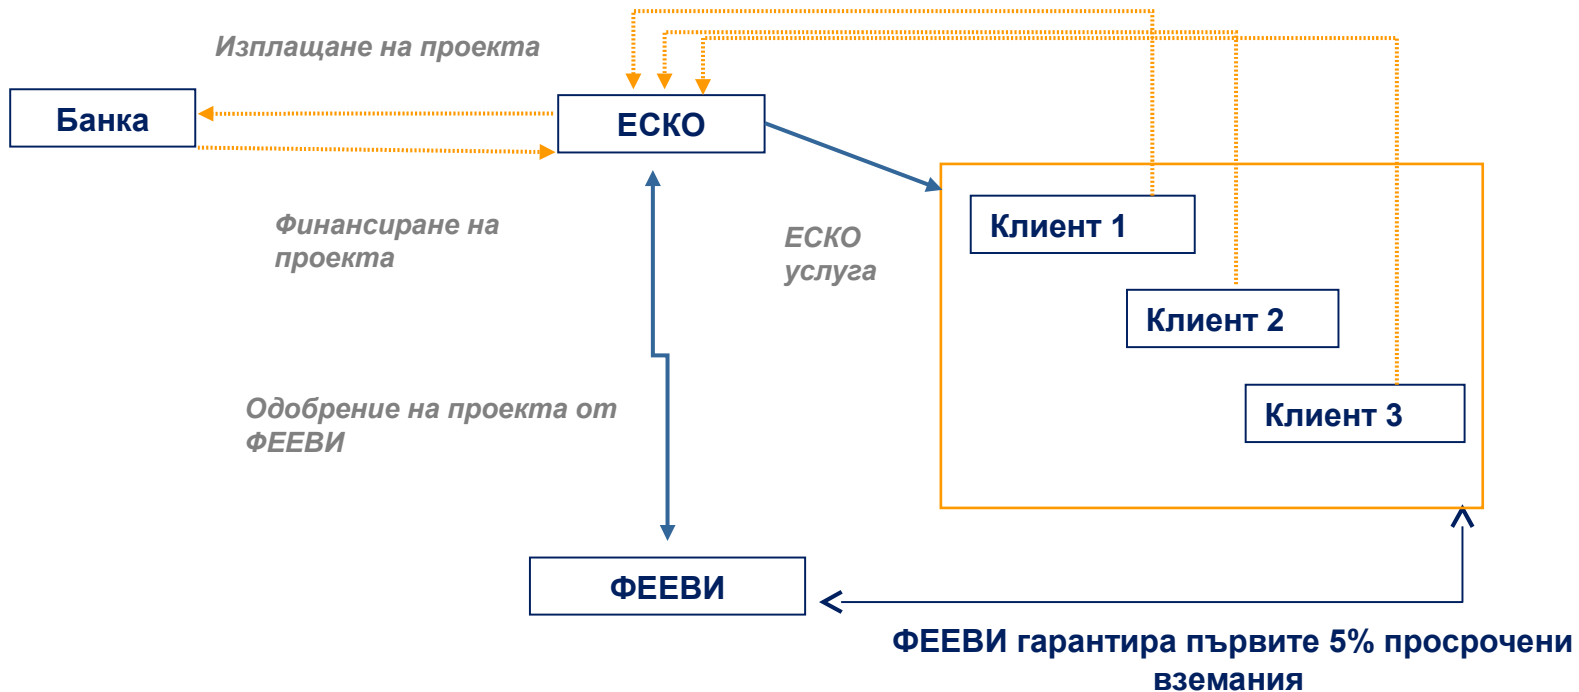 Изплащане на проекта
Банка
ЕСКО
Финансиране на
проекта
ЕСКО
услуга
Клиент 1
Клиент 2
Клиент 3
Одобрение на проекта от
ФЕЕВИ
ФЕЕВИ
ФЕЕВИ гарантира първите 5% просрочени
вземания